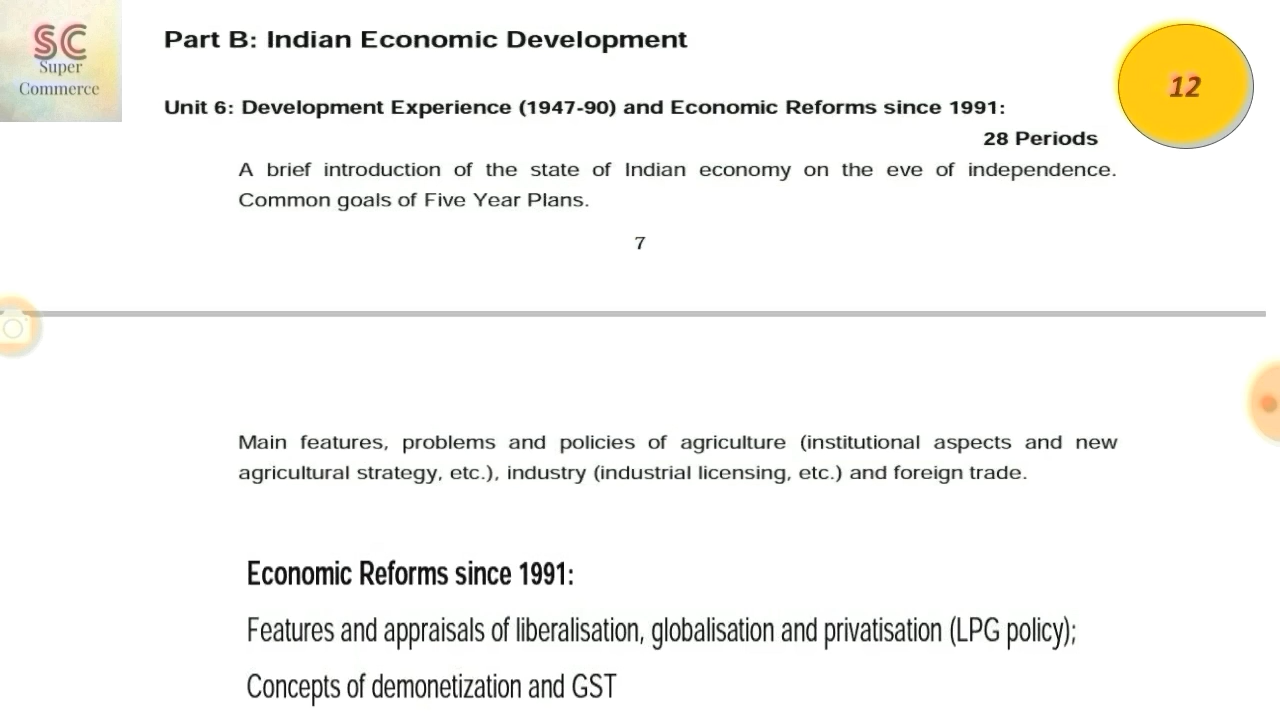 SC
Super
Commerce
Part B: Indian Economic Development
12
Unit 6: Development Experience (1947-90) and Economic Reforms since 1991:
28 Periods
A brief introduction of the state of Indian economy on the eve of independence.
Common goals of Five Year Plans.
7
Main features, problems and policies of agriculture (institutional aspects and new
agricultural strategy, etc.), industry (industrial licensing, etc.) and foreign trade.
Economic Reforms since 1991:
Features and appraisals of liberalisation, globalisation and privatisation (LPG policy);
Concepts of demonetization and GST